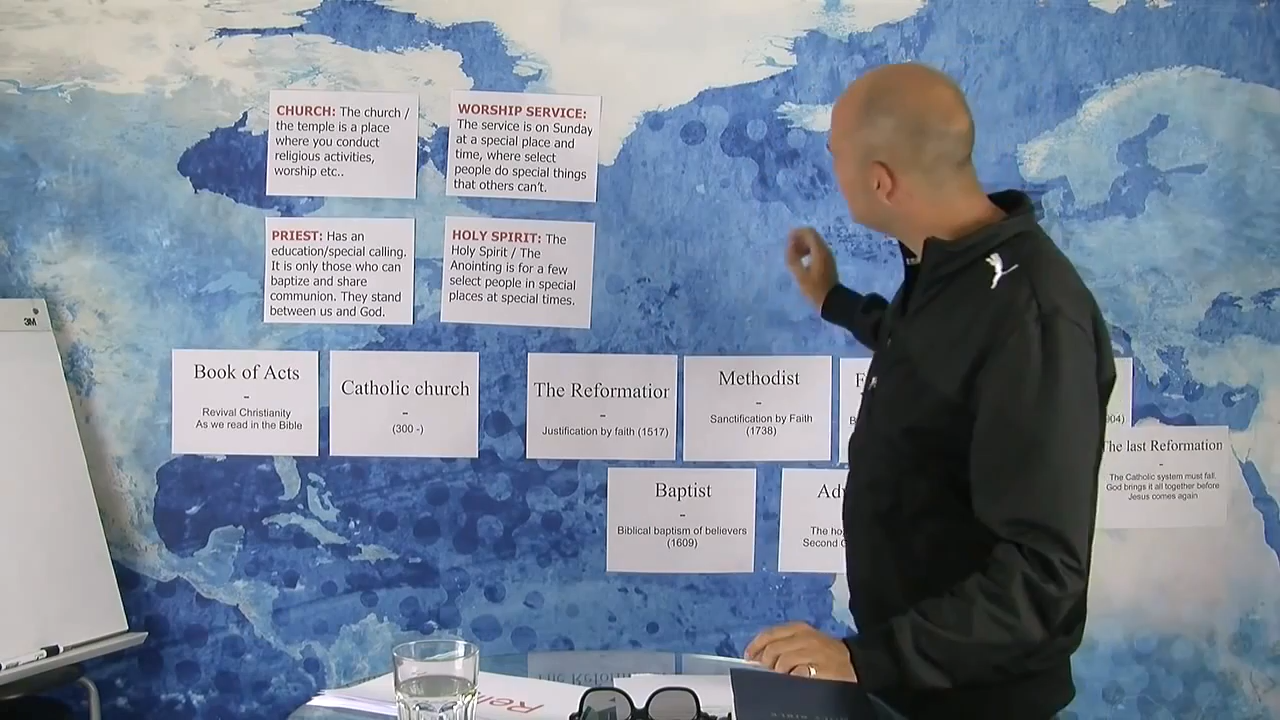 CHURCH: The church /
the temple is a place
where you conduct
religious activities,
worship etc..
WORSHIP SERVICE:
The service is on Sunday
at a special place and
time, where select
people do special things
that others can't.
PRIEST: Has an
education/special calling.
It is only those who can
baptize and share
communion. They stand
between us and God.
HOLY SPIRIT: The
Holy Spirit / The
Anointing is for a few
select people in special
places at special times.
3M
Book of Acts
-
Revival Christianity
As we read in the Bible
Catholic church
-
(300 -)
The Reformation
-
Justification by faith (1517)
Methodist
-
Sanctification by Faith
(1738)
904)
The last Reformation
-
The Catholic system must fall.
God brings it all together before
Jesus comes again
Baptist
-
Biblical baptism of believers
(1609)
Ad
The ho
Second